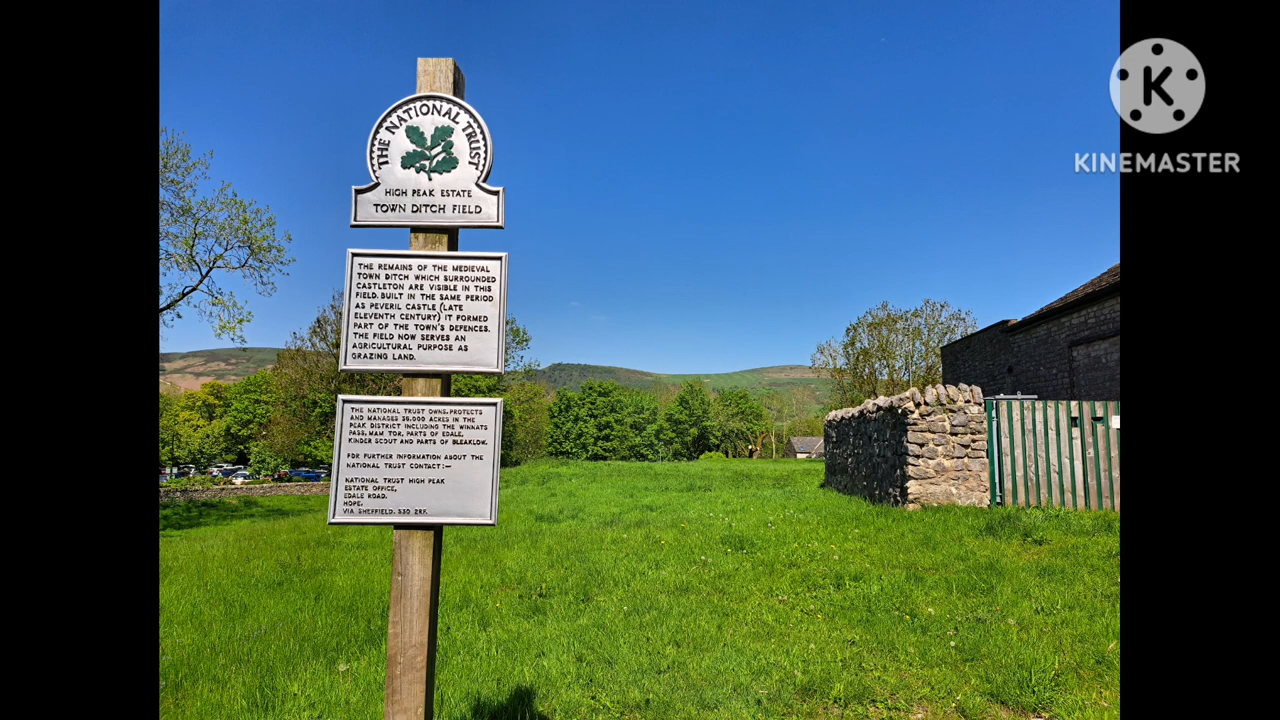 THE NATIONAL TRUST
HIGH PEAK ESTATE
TOWN DITCH FIELD
THE REMAINS OF THE MEDIEVAL
TOWN DITCH WHICH SURROUNDED
CASTLETON ARE VISIBLE IN THIS
FIELD. BUILT IN THE SAME PERIOD
AS PEVERIL CASTLE (LATE
ELEVENTH CENTURY) IT FORMED
PART OF THE TOWN'S DEFENCES.
THE FIELD NOW SERVES AN
AGRICULTURAL PURPOSE AS
GRAZING LAND.
THE NATIONAL TRUST OWNS, PROTECTS
AND MANAGES 36,000 ACRES IN THE
PEAK DISTRICT INCLUDING THE WINNATS
PASS, MAM TOR, PARTS OF EDALE,
KINDER SCOUT AND PARTS OF BLEAKLOW.
FOR FURTHER INFORMATION ABOUT THE
NATIONAL TRUST CONTACT:—
NATIONAL TRUST HIGH PEAK
ESTATE OFFICE,
EDALE ROAD.
HOPE.
VIA SHEFFIELD. S30 2RF.
K
KINEMASTER